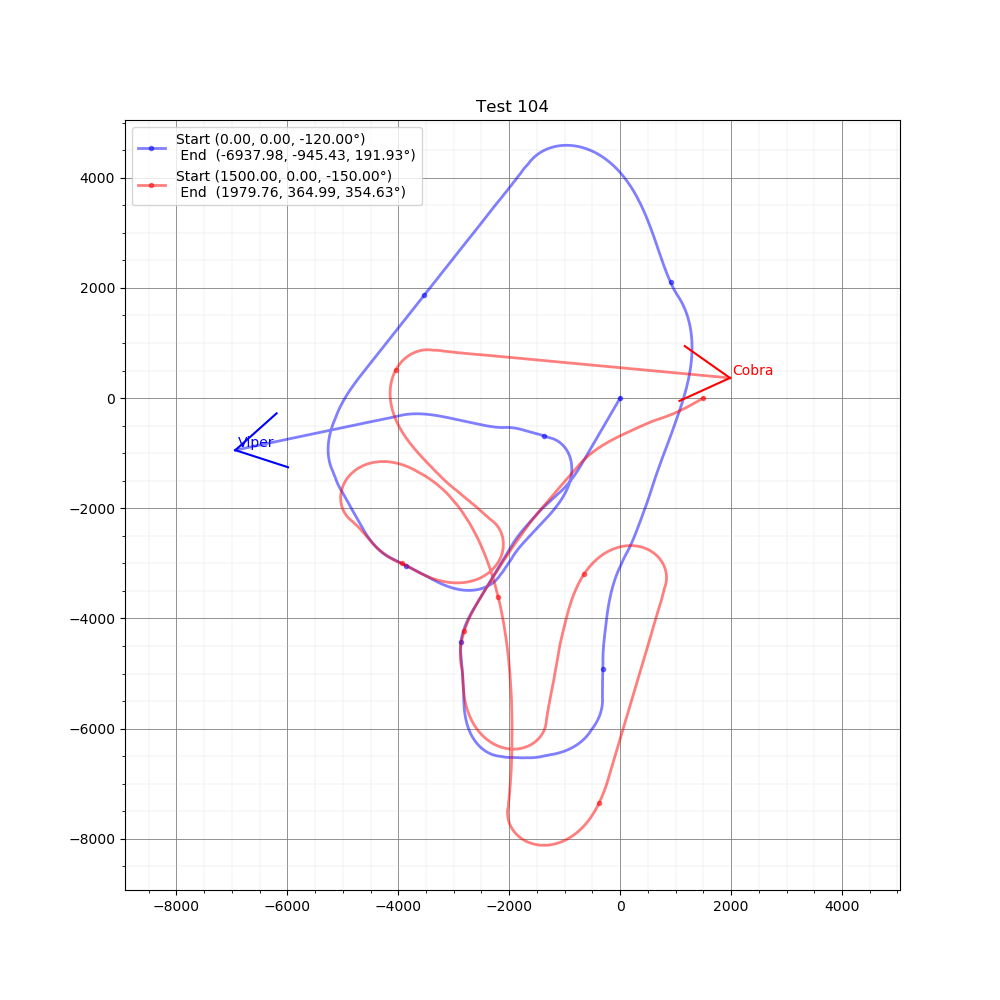 Test 104
Start (0.00, 0.00, -120.00°)
End  (-6937.98, -945.43, 191.93°)
Start (1500.00, 0.00, -150.00°)
End  (1979.76, 364.99, 354.63°)
4000
2000
0
−2000
−4000
−6000
−8000
Cobra
Viper
−8000 −6000 −4000 −2000 0 2000 4000